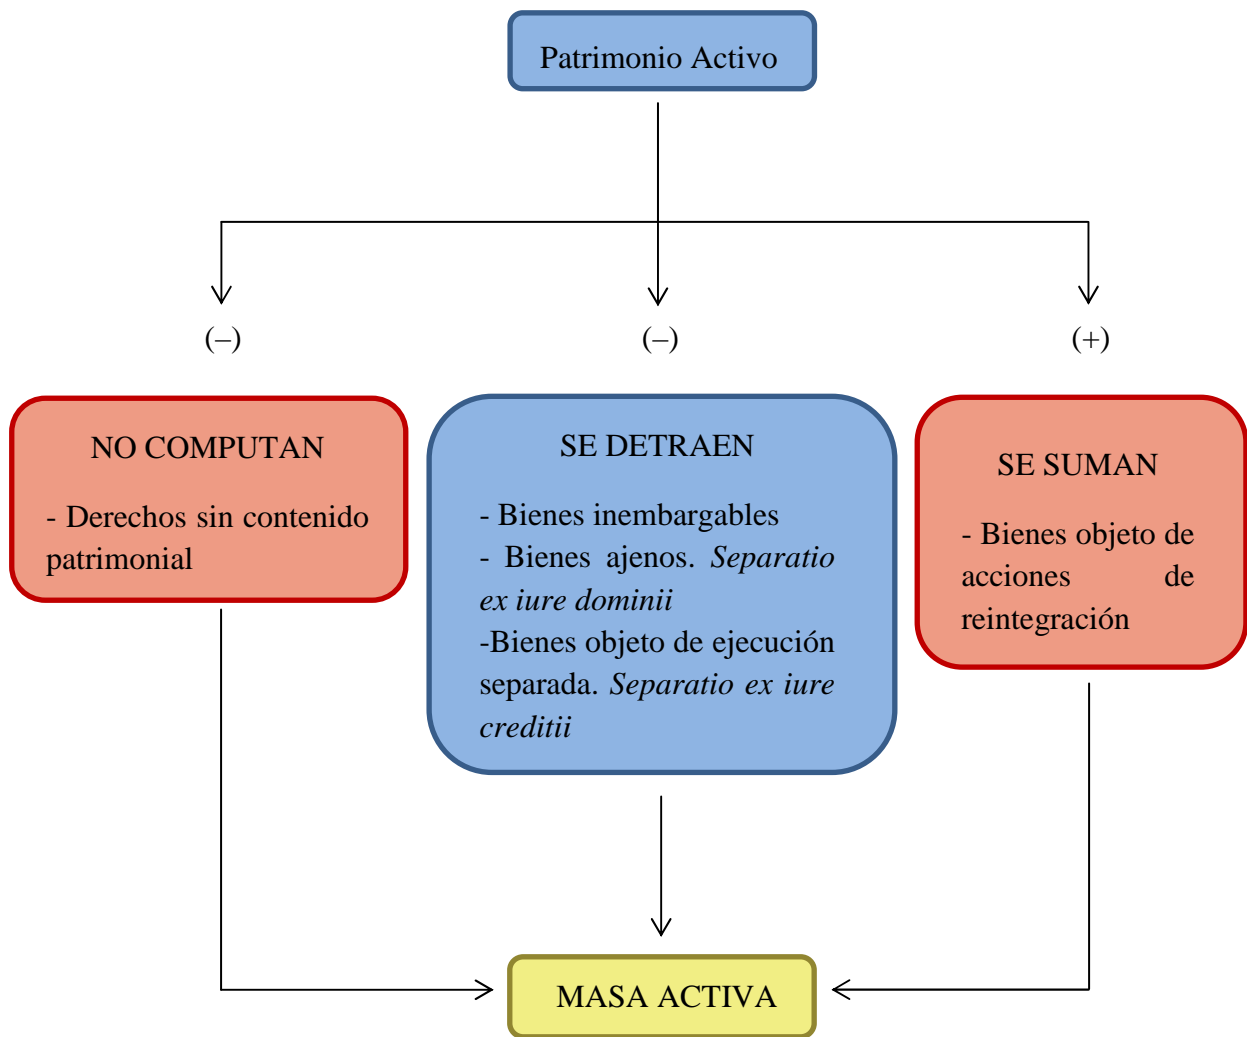 Patrimonio Activo
(–)
(–)
(+)
NO COMPUTAN
- Derechos sin contenido
patrimonial
SE DETRAEN
- Bienes inembargables
- Bienes ajenos. Separatio
ex iure dominii
-Bienes objeto de ejecución
separada. Separatio ex iure
creditii
SE SUMAN
- Bienes objeto de
acciones de
reintegración
MASA ACTIVA